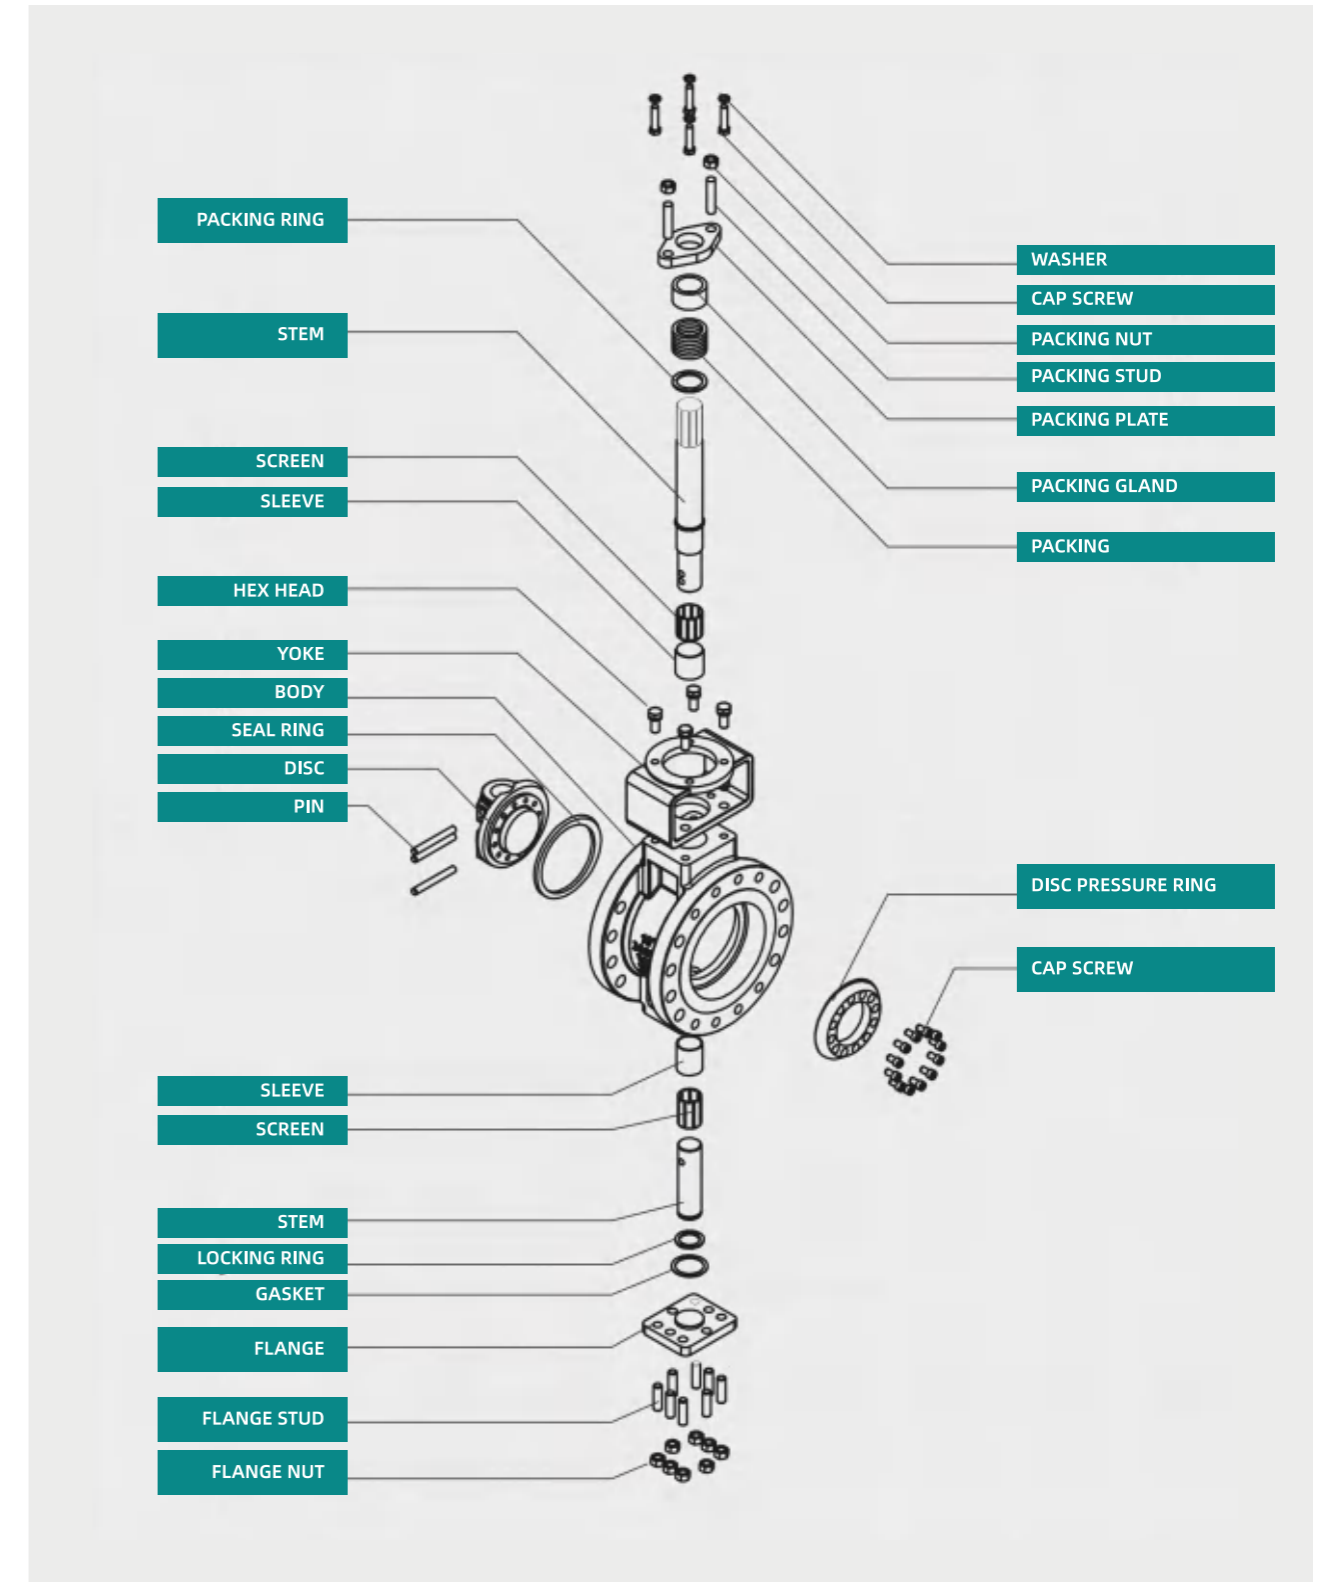 PACKING RING
STEM
SCREEN
SLEEVE
HEX HEAD
YOKE
BODY
SEAL RING
DISC
PIN
SLEEVE
SCREEN
STEM
LOCKING RING
GASKET
FLANGE
FLANGE STUD
FLANGE NUT
WASHER
CAP SCREW
PACKING NUT
PACKING STUD
PACKING PLATE
PACKING GLAND
PACKING
DISC PRESSURE RING
CAP SCREW